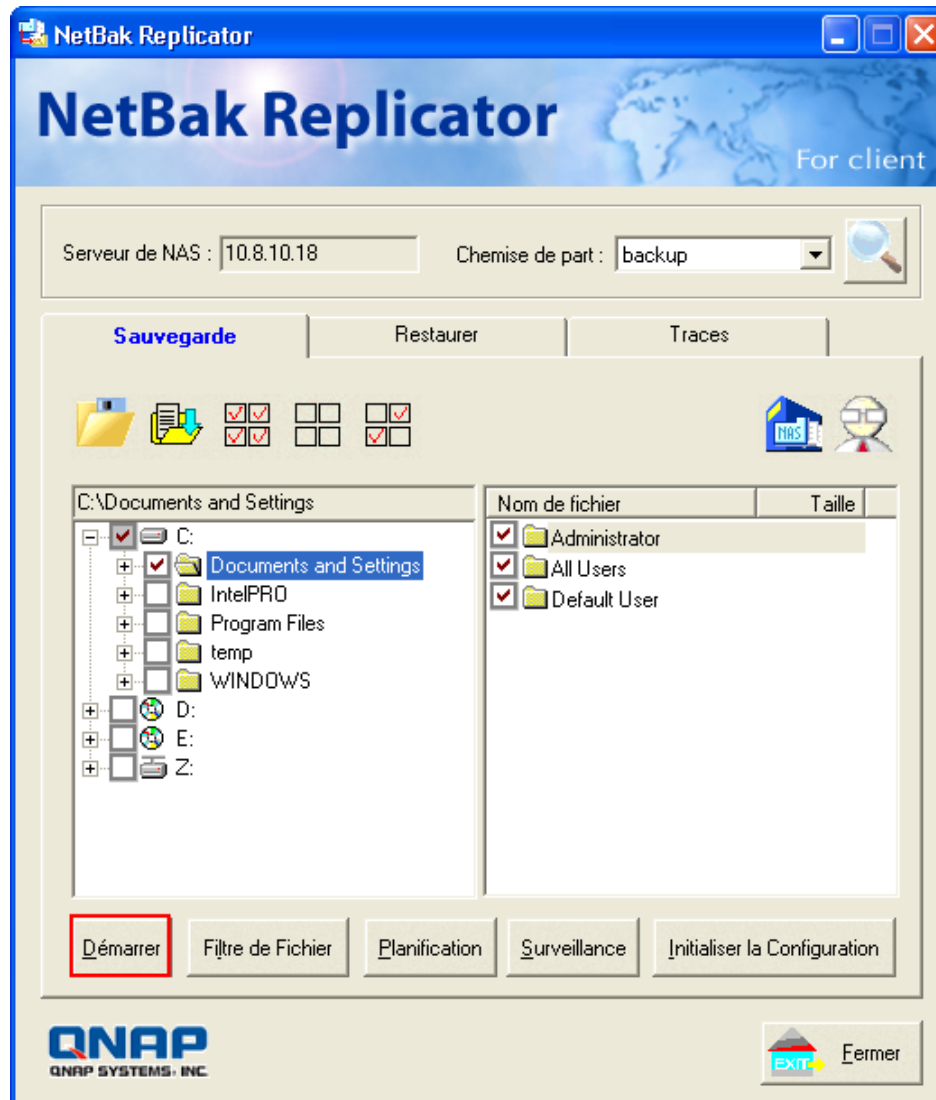 NetBak Replicator
NetBak Replicator
For client
Serveur de NAS : 10.8.10.18 Chemise de part : backup
Sauvegarde Restaurer Traces
NAS
C:\Documents and Settings
Nom de fichier Taille
C:
Documents and Settings
IntelPRO
Program Files
temp
WINDOWS
D:
E:
Z:
Administrator
All Users
Default User
Démarrer Filtre de Fichier Planification Surveillance Initialiser la Configuration
QNAP
QNAP SYSTEMS, INC
EXIT Fermer